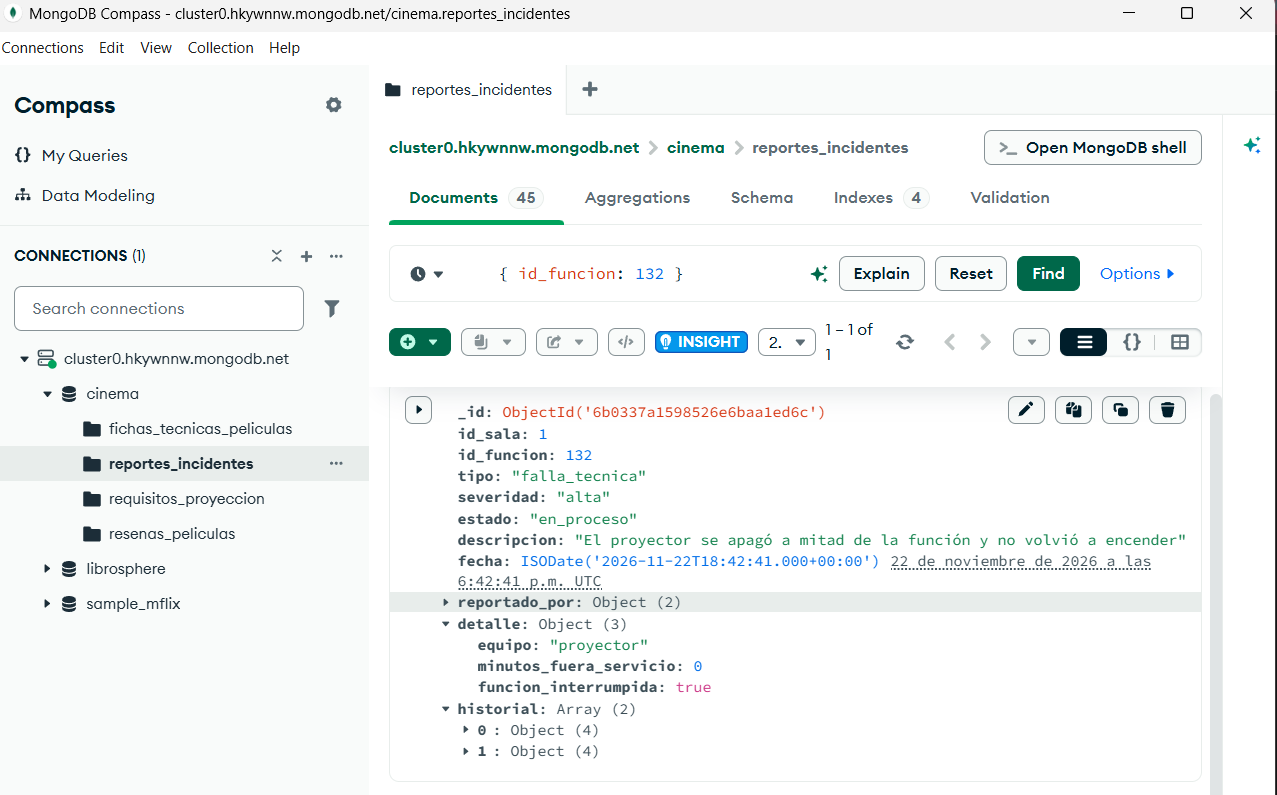 MongoDB Compass - cluster0.hkywnnw.mongodb.net/cinema.reportes_incidentes
Connections Edit View Collection Help
Compass
My Queries
Data Modeling
CONNECTIONS (1)
Search connections
cluster0.hkywnnw.mongodb.net
cinema
fichas_tecnicas_peliculas
reportes_incidentes
requisitos_proyeccion
resenas_peliculas
librosphere
sample_mflix
reportes_incidentes
cluster0.hkywnnw.mongodb.net > cinema > reportes_incidentes
>_ Open MongoDB shell
Documents 45 Aggregations Schema Indexes 4 Validation
{ id_funcion: 132 }
Explain Reset Find Options
INSIGHT 2. 1 – 1 of
1
_id: ObjectId('6b0337a1598526e6baa1ed6c')
id_sala: 1
id_funcion: 132
tipo: "falla_tecnica"
severidad: "alta"
estado: "en_proceso"
descripcion: "El proyector se apagó a mitad de la función y no volvió a encender"
fecha: ISODate('2026-11-22T18:42:41.000+00:00') 22 de noviembre de 2026 a las
6:42:41 p.m. UTC
reportado_por: Object (2)
detalle: Object (3)
equipo: "proyector"
minutos_fuera_servicio: 0
funcion_interrumpida: true
historial: Array (2)
0 : Object (4)
1 : Object (4)